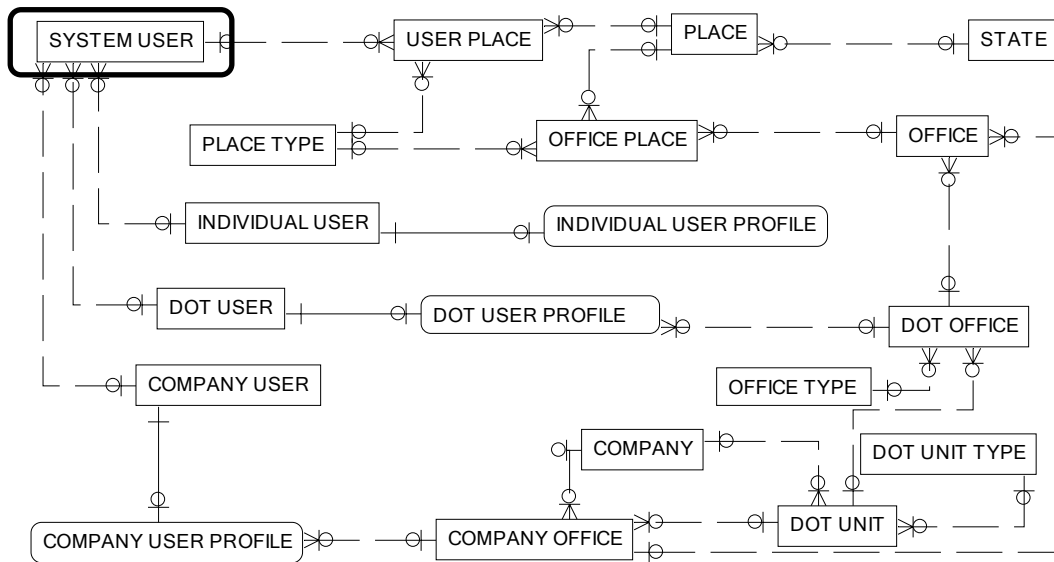 SYSTEM USER
USER PLACE
PLACE
STATE
PLACE TYPE
OFFICE PLACE
OFFICE
INDIVIDUAL USER
INDIVIDUAL USER PROFILE
DOT USER
DOT USER PROFILE
DOT OFFICE
COMPANY USER
OFFICE TYPE
COMPANY
DOT UNIT TYPE
COMPANY USER PROFILE
COMPANY OFFICE
DOT UNIT